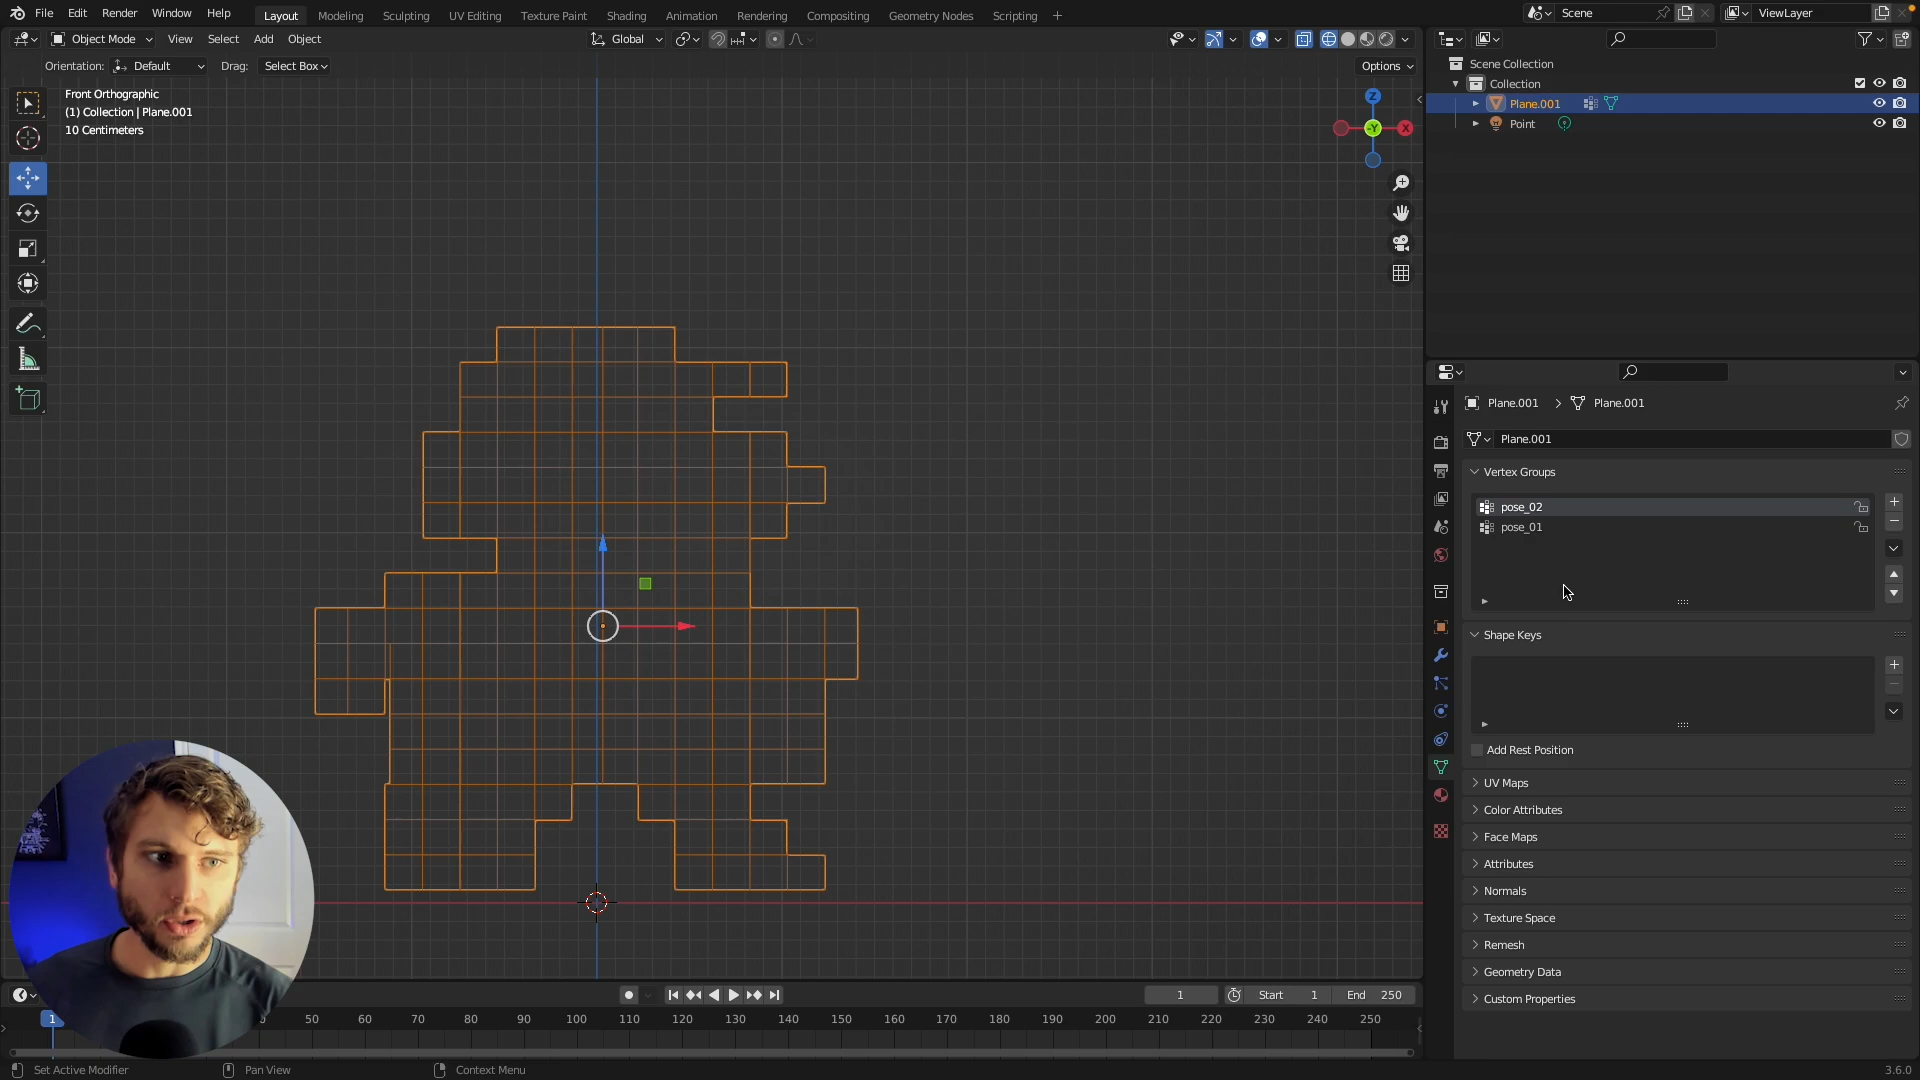 File Edit Render Window Help
Layout Modeling Sculpting UV Editing Texture Paint Shading Animation Rendering Compositing Geometry Nodes Scripting +
Scene
ViewLayer
Object Mode View Select Add Object
Global
Orientation: Default Drag: Select Box
Options
Front Orthographic
(1) Collection | Plane.001
10 Centimeters
Z
-Y
X
Scene Collection
Collection
Plane.001
Point
Plane.001 > Plane.001
Plane.001
Vertex Groups
pose_02
pose_01
Shape Keys
Add Rest Position
UV Maps
Color Attributes
Face Maps
Attributes
Normals
Texture Space
Remesh
Geometry Data
Custom Properties
1
Start 1
End 250
1
50 60 70 80 90 100 110 120 130 140 150 160 170 180 190 200 210 220 230 240 250
Set Active Modifier
Pan View
Context Menu
3.6.0